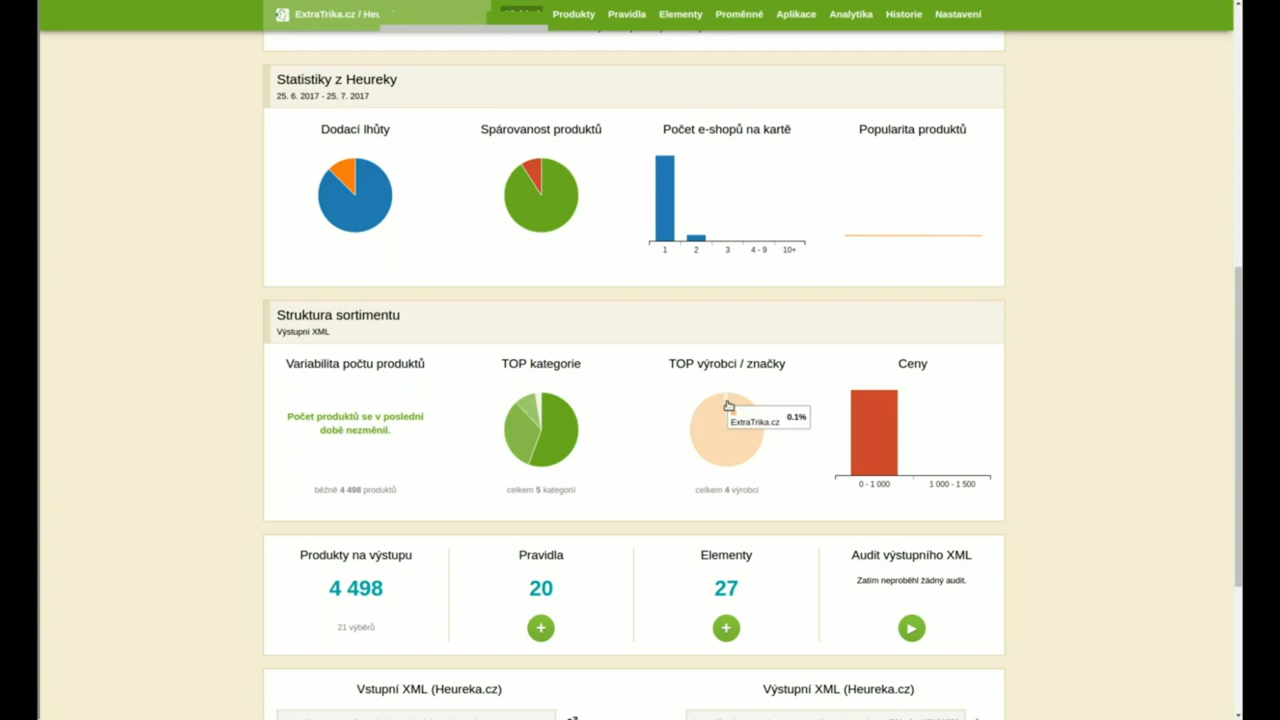 ExtraTrika.cz / Heu
Produkty
Pravidla
Elementy
Proměnné
Aplikace
Analytika
Historie
Nastavení
Statistiky z Heureky
25. 6. 2017 - 25. 7. 2017
Dodací lhůty
Spárovanost produktů
Počet e-shopů na kartě
Popularita produktů
1
2
3
4 - 9
10+
Struktura sortimentu
Výstupní XML
Variabilita počtu produktů
TOP kategorie
TOP výrobci / značky
Ceny
Počet produktů se v poslední
době nezměnil.
ExtraTrika.cz
0.1%
0 - 1 000
1 000 - 1 500
běžně 4 498 produktů
celkem 5 kategorií
celkem 4 výrobci
Produkty na výstupu
Pravidla
Elementy
Audit výstupního XML
4 498
20
27
Zatím neproběhl žádný audit.
21 výběrů
Vstupní XML (Heureka.cz)
Výstupní XML (Heureka.cz)